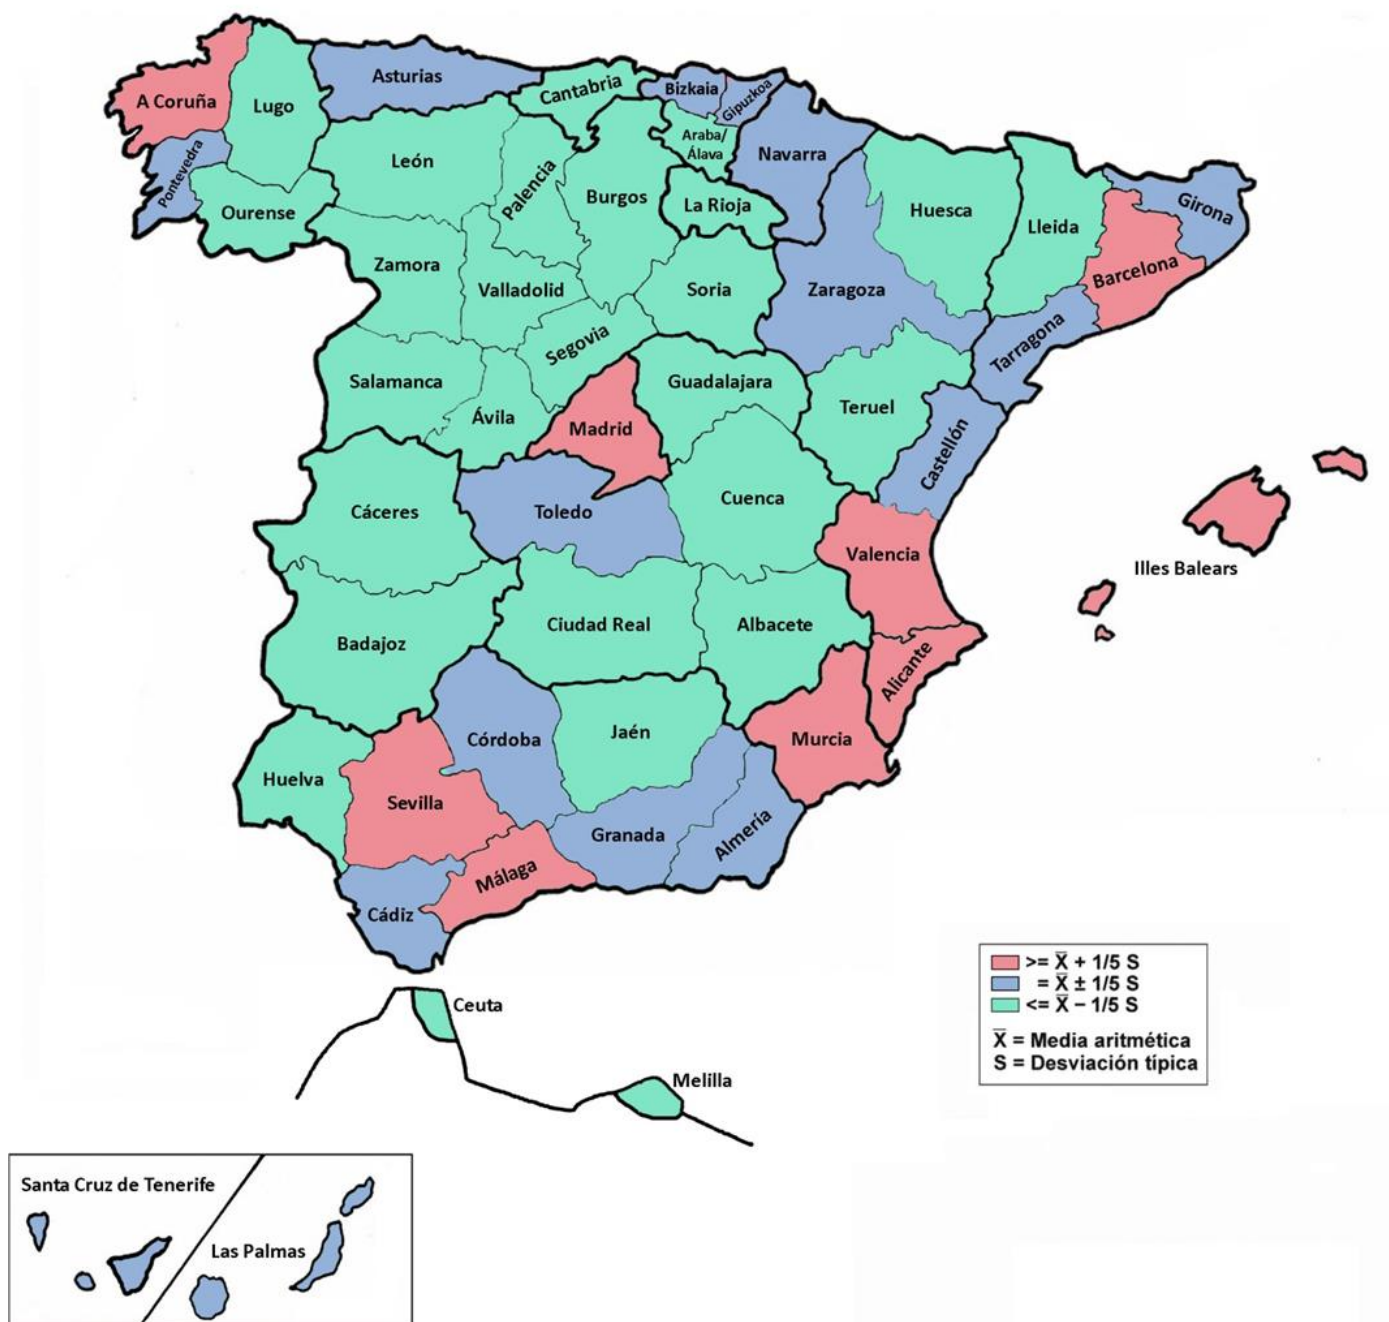 Asturias
Cantabria
Bizkaia
Gipuzkoa
A Coruña
Lugo
Araba/
Álava
Navarra
León
Pontevedra
Palencia
Burgos
La Rioja
Huesca
Girona
Ourense
Lleida
Zamora
Barcelona
Valladolid
Soria
Zaragoza
Segovia
Tarragona
Salamanca
Guadalajara
Ávila
Teruel
Madrid
Castellón
Cáceres
Toledo
Cuenca
Valencia
Illes Balears
Ciudad Real
Albacete
Badajoz
Alicante
Jaén
Córdoba
Murcia
Huelva
Sevilla
Granada
Almería
Málaga
Cádiz
>= X̅ + 1/5 S
= X̅ ± 1/5 S
<= X̅ − 1/5 S
X̅ = Media aritmética
S = Desviación típica
Ceuta
Melilla
Santa Cruz de Tenerife
Las Palmas